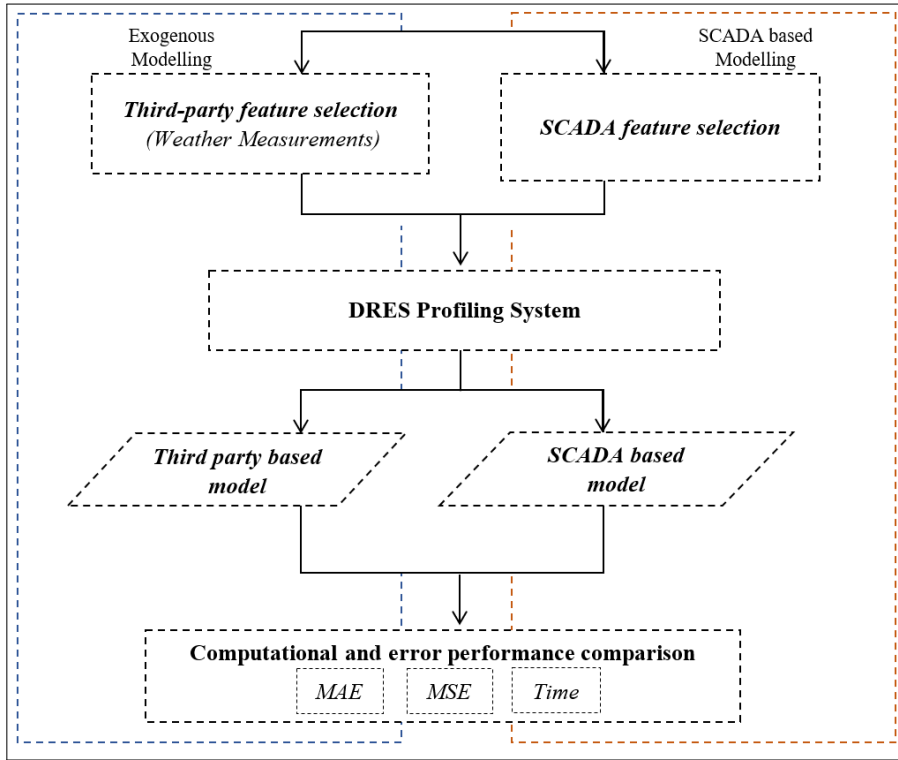 Exogenous
Modelling
SCADA based
Modelling
Third-party feature selection
(Weather Measurements)
SCADA feature selection
DRES Profiling System
Third party based
model
SCADA based
model
Computational and error performance comparison
MAE
MSE
Time